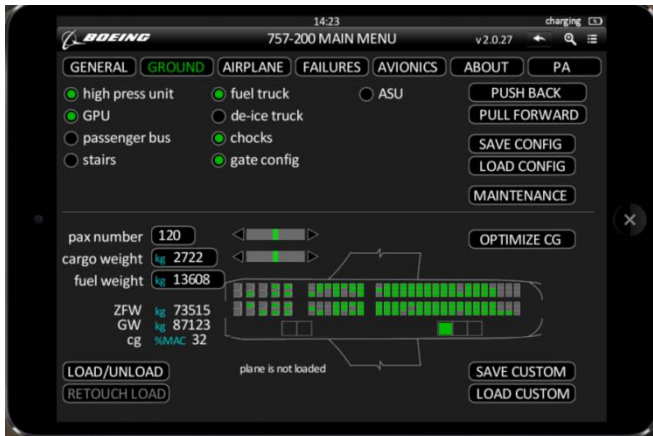 14:23
charging
BOEING
757-200 MAIN MENU
v 2.0.27
GENERAL GROUND AIRPLANE FAILURES AVIONICS ABOUT PA
high press unit fuel truck ASU PUSH BACK
GPU de-ice truck PULL FORWARD
passenger bus chocks SAVE CONFIG
stairs gate config LOAD CONFIG
MAINTENANCE
pax number 120 OPTIMIZE CG
cargo weight kg 2722
fuel weight kg 13608
ZFW kg 73515
GW kg 87123
cg %MAC 32
LOAD/UNLOAD plane is not loaded SAVE CUSTOM
RETOUCH LOAD LOAD CUSTOM